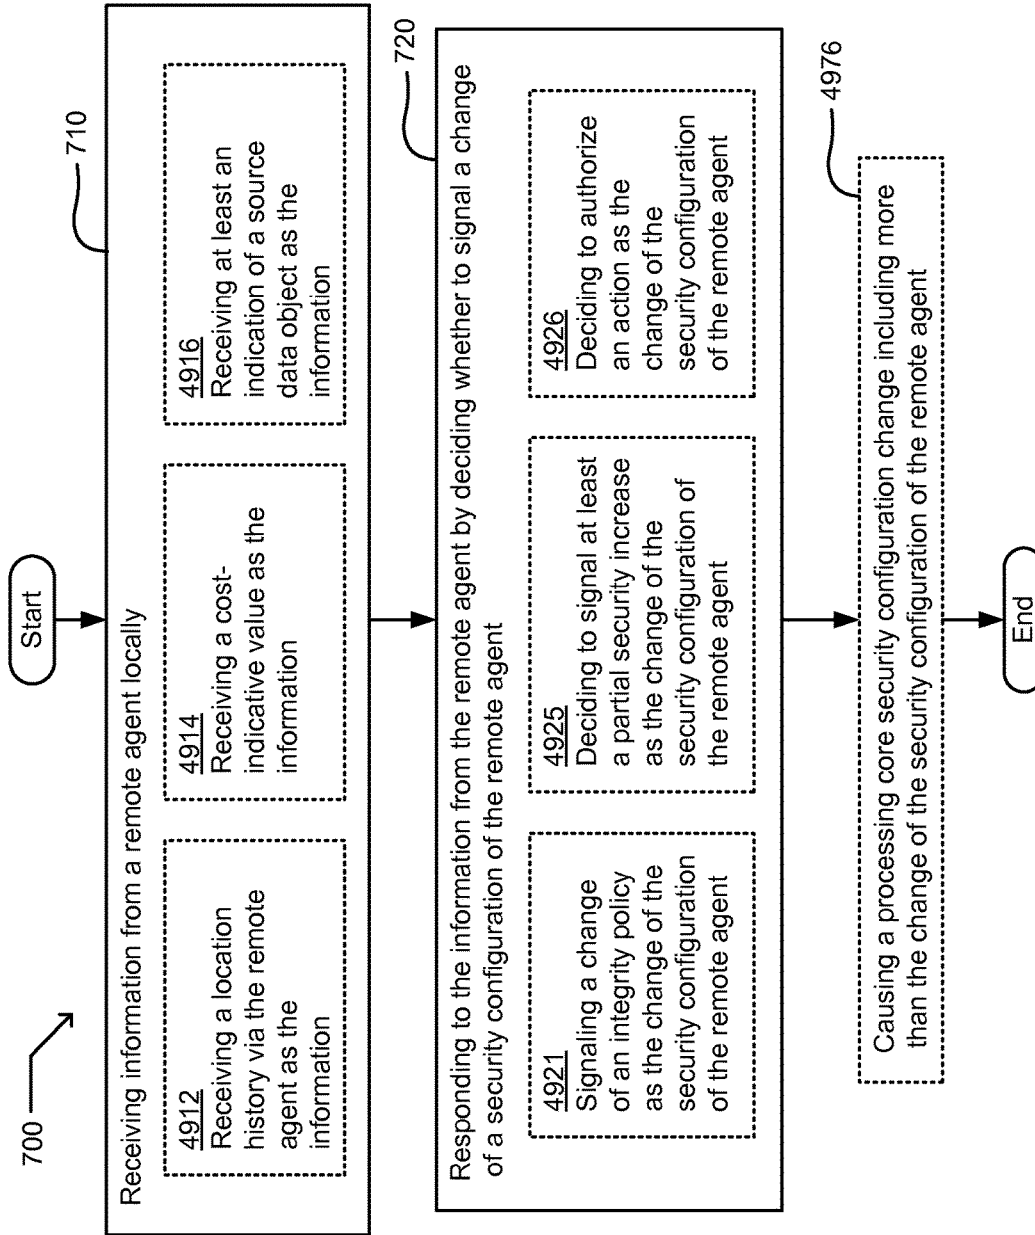 700
Start
710
Receiving information from a remote agent locally
4912
Receiving a location
history via the remote
agent as the
information
4914
Receiving a cost-
indicative value as the
information
4916
Receiving at least an
indication of a source
data object as the
information
720
Responding to the information from the remote agent by deciding whether to signal a change
of a security configuration of the remote agent
4921
Signaling a change
of an integrity policy
as the change of the
security configuration
of the remote agent
4925
Deciding to signal at least
a partial security increase
as the change of the
security configuration of
the remote agent
4926
Deciding to authorize
an action as the
change of the
security configuration
of the remote agent
4976
Causing a processing core security configuration change including more
than the change of the security configuration of the remote agent
End